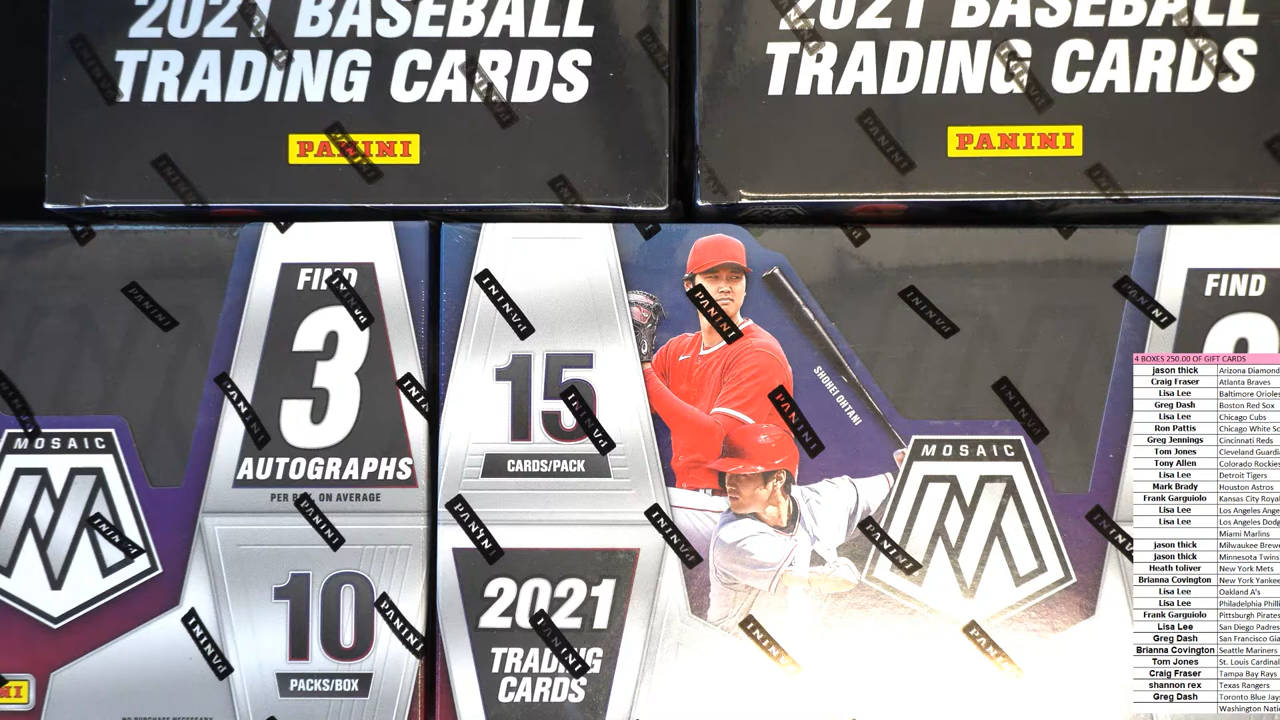 2021 BASEBALL
TRADING CARDS
PANINI
2021 BASEBALL
TRADING CARDS
PANINI
FIND
3
AUTOGRAPHS
PER BOX ON AVERAGE
10
PACKS/BOX
MOSAIC
15
CARDS/PACK
2021
TRADING
CARDS
SHOHEI OHTANI
MOSAIC
FIND
PANINI
4 BOXES 250.00 OF GIFT CARDS
jason thick Arizona Diamond
Craig Fraser Atlanta Braves
Lisa Lee Baltimore Orioles
Greg Dash Boston Red Sox
Lisa Lee Chicago Cubs
Ron Pattis Chicago White So
Greg Jennings Cincinnati Reds
Tom Jones Cleveland Guardi
Tony Allen Colorado Rockies
Lisa Lee Detroit Tigers
Mark Brady Houston Astros
Frank Garguiolo Kansas City Roya
Lisa Lee Los Angeles Ange
Lisa Lee Los Angeles Dodg
Miami Marlins
jason thick Milwaukee Brewe
jason thick Minnesota Twins
Heath toliver New York Mets
Brianna Covington New York Yankee
Lisa Lee Oakland A's
Lisa Lee Philadelphia Philli
Frank Garguiolo Pittsburgh Pirates
Lisa Lee San Diego Padres
Greg Dash San Francisco Gia
Brianna Covington Seattle Mariners
Tom Jones St. Louis Cardinal
Craig Fraser Tampa Bay Rays
shannon rex Texas Rangers
Greg Dash Toronto Blue Jay
Washington Nati